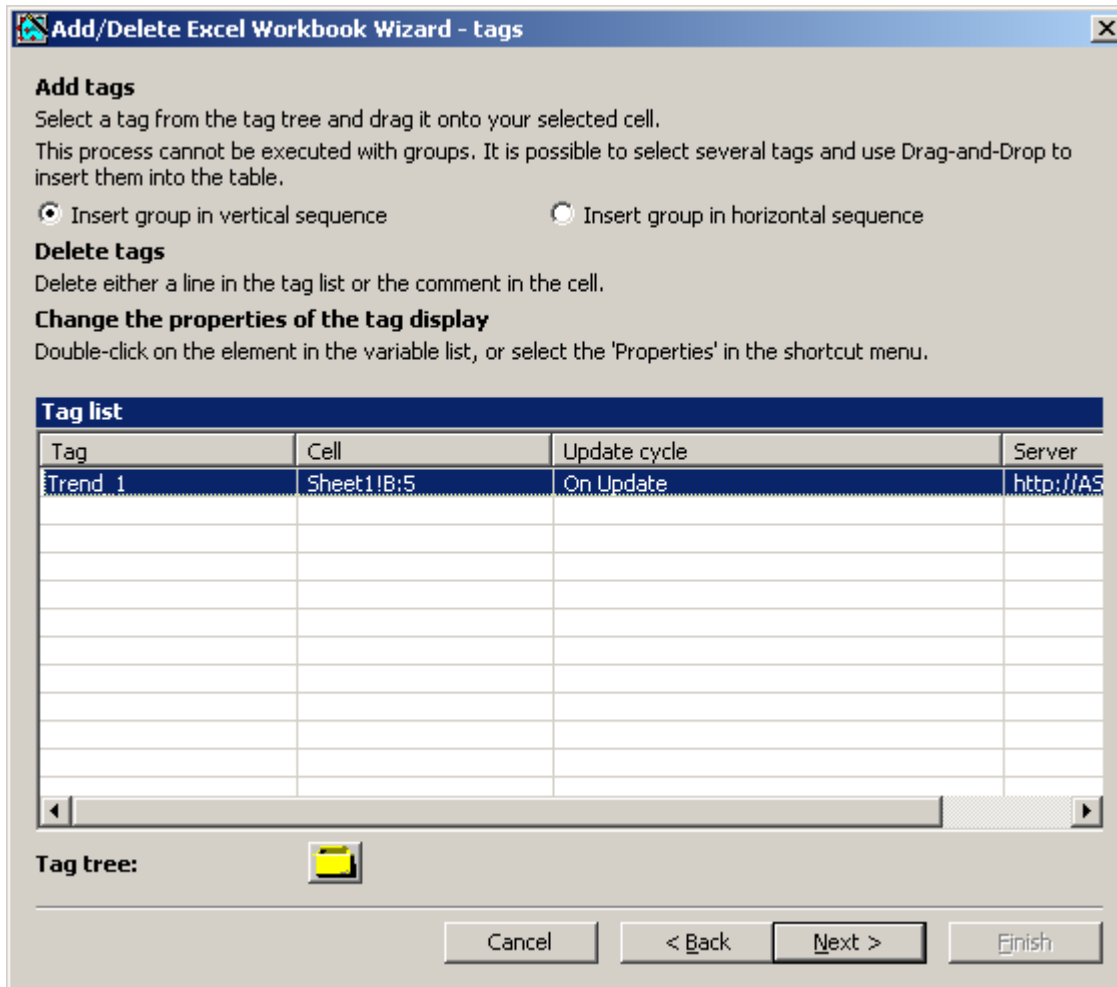 Add/Delete Excel Workbook Wizard - tags
Add tags
Select a tag from the tag tree and drag it onto your selected cell.
This process cannot be executed with groups. It is possible to select several tags and use Drag-and-Drop to
insert them into the table.
Insert group in vertical sequence Insert group in horizontal sequence
Delete tags
Delete either a line in the tag list or the comment in the cell.
Change the properties of the tag display
Double-click on the element in the variable list, or select the 'Properties' in the shortcut menu.
Tag list
Tag Cell Update cycle Server
Trend_1 Sheet1!B:5 On Update http://AS
Tag tree:
Cancel < Back Next > Finish